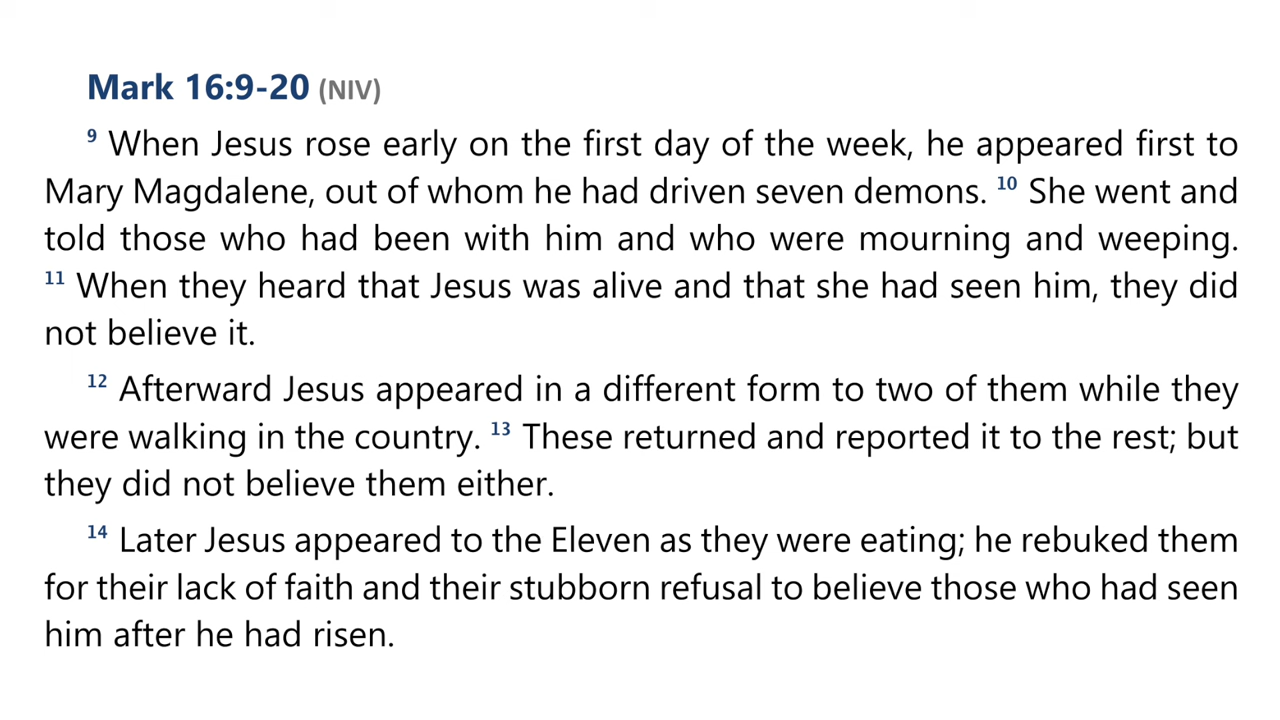 Mark 16:9-20 (NIV)
9 When Jesus rose early on the first day of the week, he appeared first to
Mary Magdalene, out of whom he had driven seven demons. 10 She went and
told those who had been with him and who were mourning and weeping.
11 When they heard that Jesus was alive and that she had seen him, they did
not believe it.
12 Afterward Jesus appeared in a different form to two of them while they
were walking in the country. 13 These returned and reported it to the rest; but
they did not believe them either.
14 Later Jesus appeared to the Eleven as they were eating; he rebuked them
for their lack of faith and their stubborn refusal to believe those who had seen
him after he had risen.